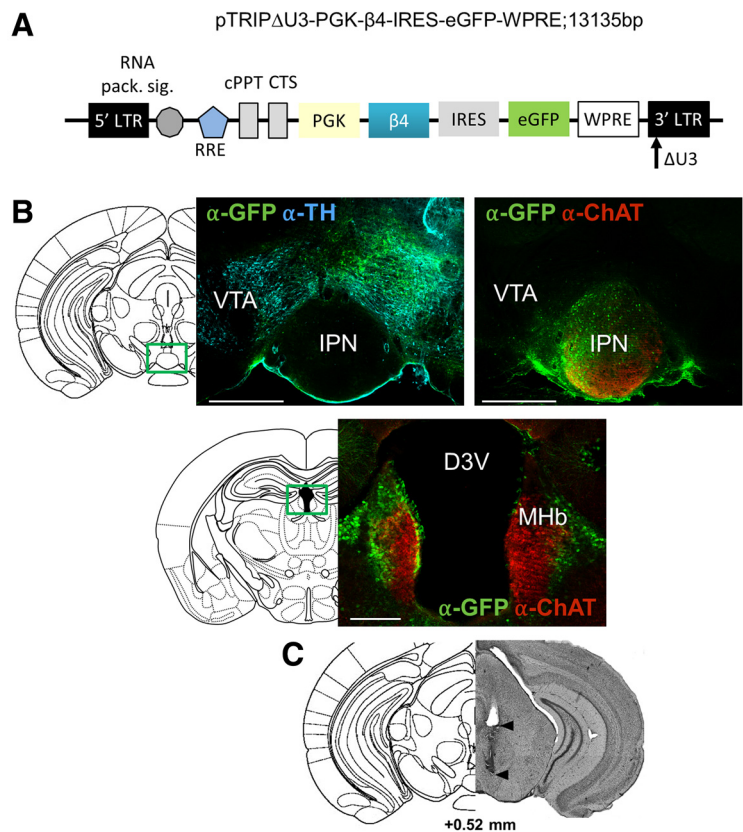 A
pTRIPΔU3-PGK-β4-IRES-eGFP-WPRE;13135bp
RNA
pack. sig.
cPPT CTS
5' LTR
PGK
β4
IRES
eGFP
WPRE
3' LTR
RRE
ΔU3
B
α-GFP α-TH
VTA
IPN
α-GFP α-ChAT
VTA
IPN
D3V
MHb
α-GFP α-ChAT
C
+0.52 mm